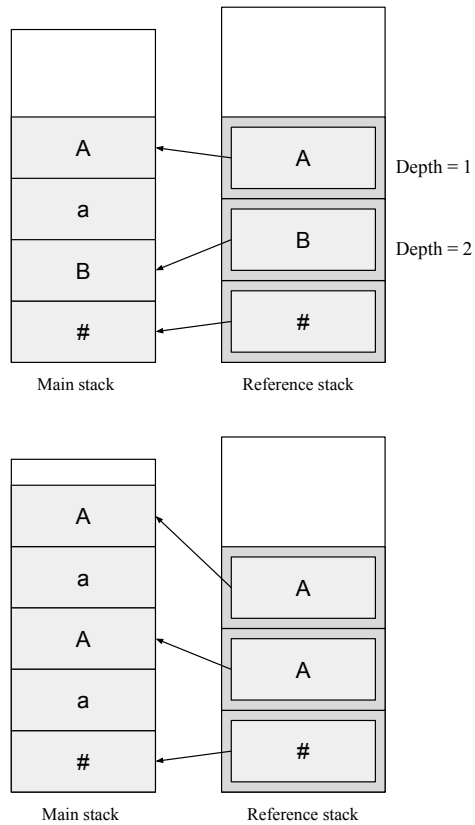 A
A
Depth = 1
a
B
B
Depth = 2
#
#
Main stack
Reference stack
A
a
A
A
A
a
#
#
Main stack
Reference stack